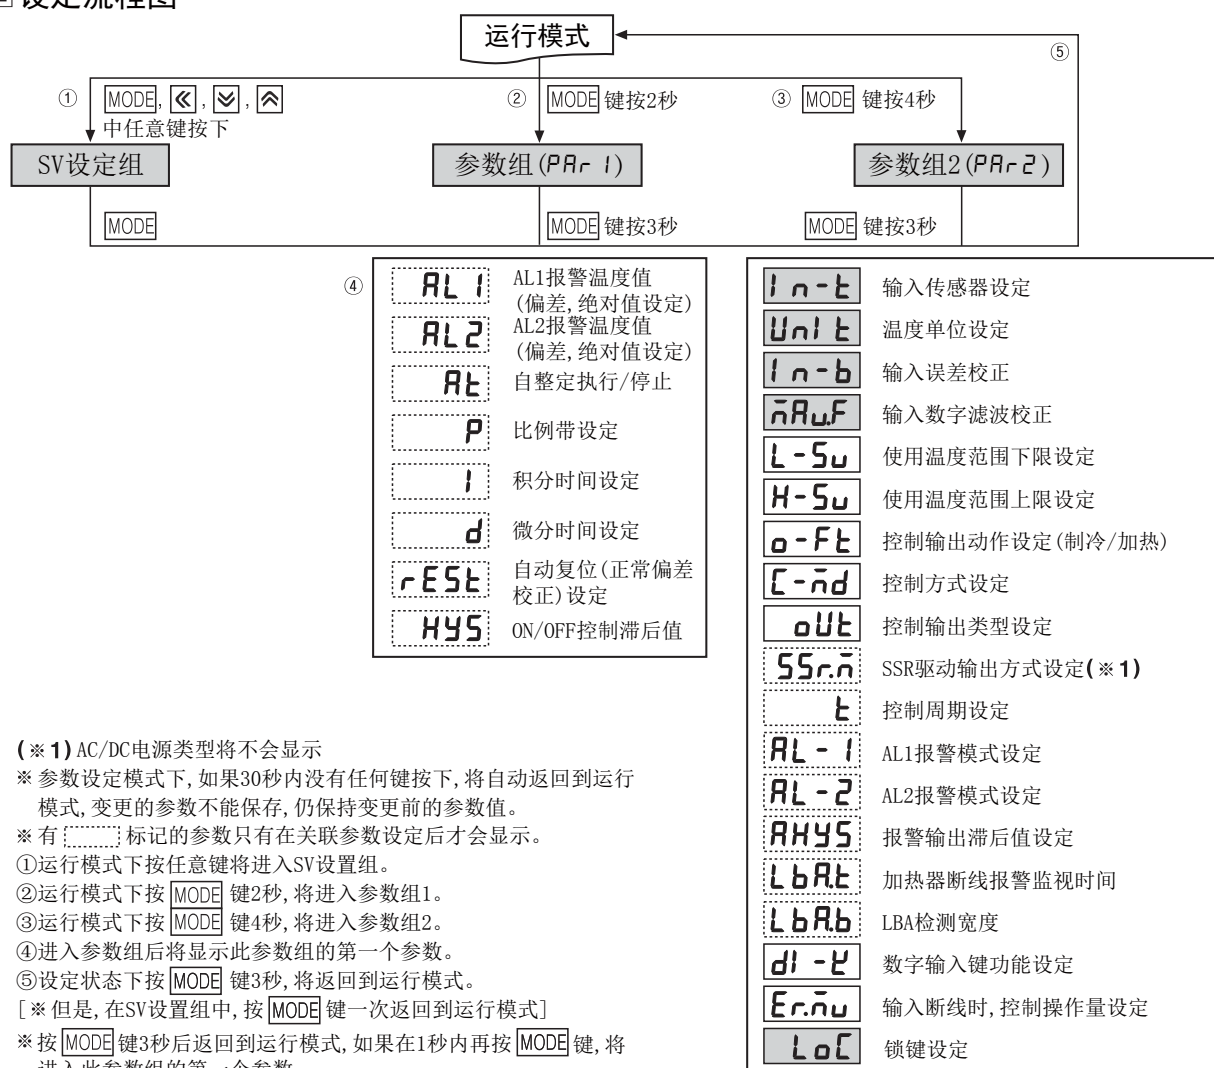 设定流程图
运行模式
⑤
① MODE, «, ⩔, ⩓
中任意键按下
② MODE 键按2秒
③ MODE 键按4秒
SV设定组
参数组(PAr1)
参数组2(PAr2)
MODE
MODE 键按3秒
MODE 键按3秒
④
AL1 AL1报警温度值
(偏差,绝对值设定)
AL2 AL2报警温度值
(偏差,绝对值设定)
At 自整定执行/停止
P 比例带设定
I 积分时间设定
d 微分时间设定
rESt 自动复位(正常偏差
校正)设定
HYS ON/OFF控制滞后值
In-t 输入传感器设定
UnIt 温度单位设定
In-b 输入误差校正
mAv.F 输入数字滤波校正
L-Sv 使用温度范围下限设定
H-Sv 使用温度范围上限设定
o-Ft 控制输出动作设定(制冷/加热)
C-md 控制方式设定
oUt 控制输出类型设定
SSr.m SSR驱动输出方式设定(※1)
t 控制周期设定
AL-1 AL1报警模式设定
AL-2 AL2报警模式设定
AHYS 报警输出滞后值设定
LbA.t 加热器断线报警监视时间
LbA.b LBA检测宽度
dI-K 数字输入键功能设定
Er.mv 输入断线时,控制操作量设定
LoC 锁键设定
(※1)AC/DC电源类型将不会显示
※参数设定模式下,如果30秒内没有任何键按下,将自动返回到运行
模式,变更的参数不能保存,仍保持变更前的参数值。
※有 标记的参数只有在关联参数设定后才会显示。
①运行模式下按任意键将进入SV设置组。
②运行模式下按 MODE 键2秒,将进入参数组1。
③运行模式下按 MODE 键4秒,将进入参数组2。
④进入参数组后将显示此参数组的第一个参数。
⑤设定状态下按 MODE 键3秒,将返回到运行模式。
[※但是,在SV设置组中,按 MODE 键一次返回到运行模式]
※按 MODE 键3秒后返回到运行模式,如果在1秒内再按 MODE 键,将
进入此参数组的第一个参数